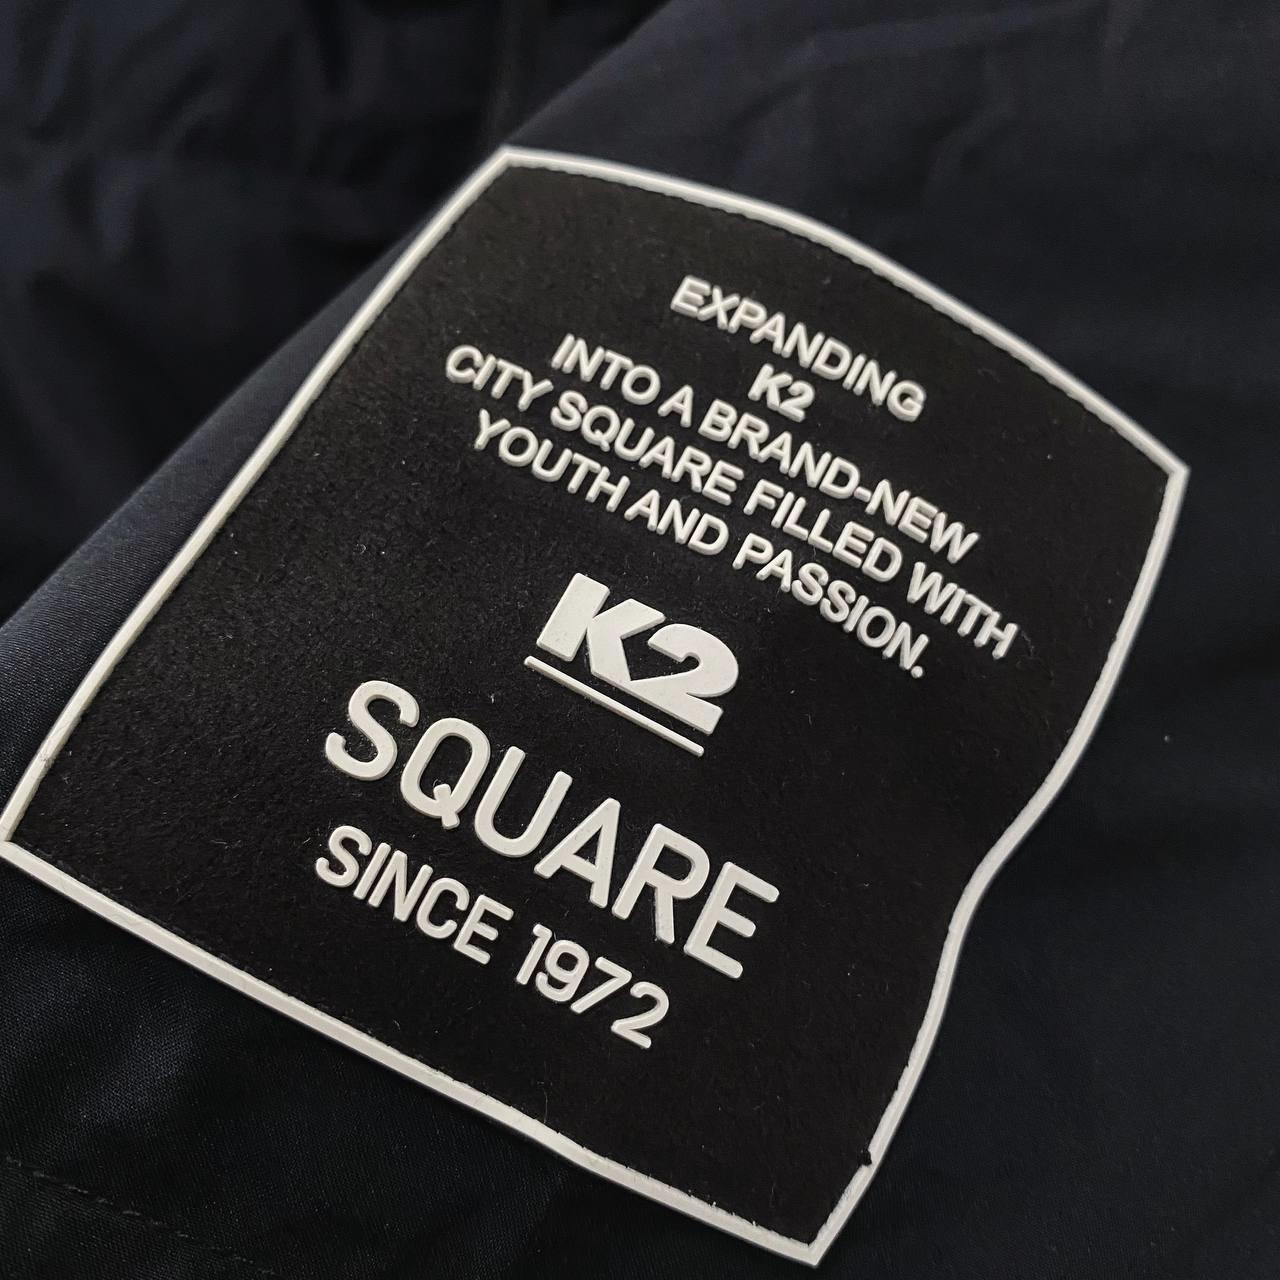 EXPANDING
K2
INTO A BRAND-NEW
CITY SQUARE FILLED WITH
YOUTH AND PASSION.
K2
SQUARE
SINCE 1972